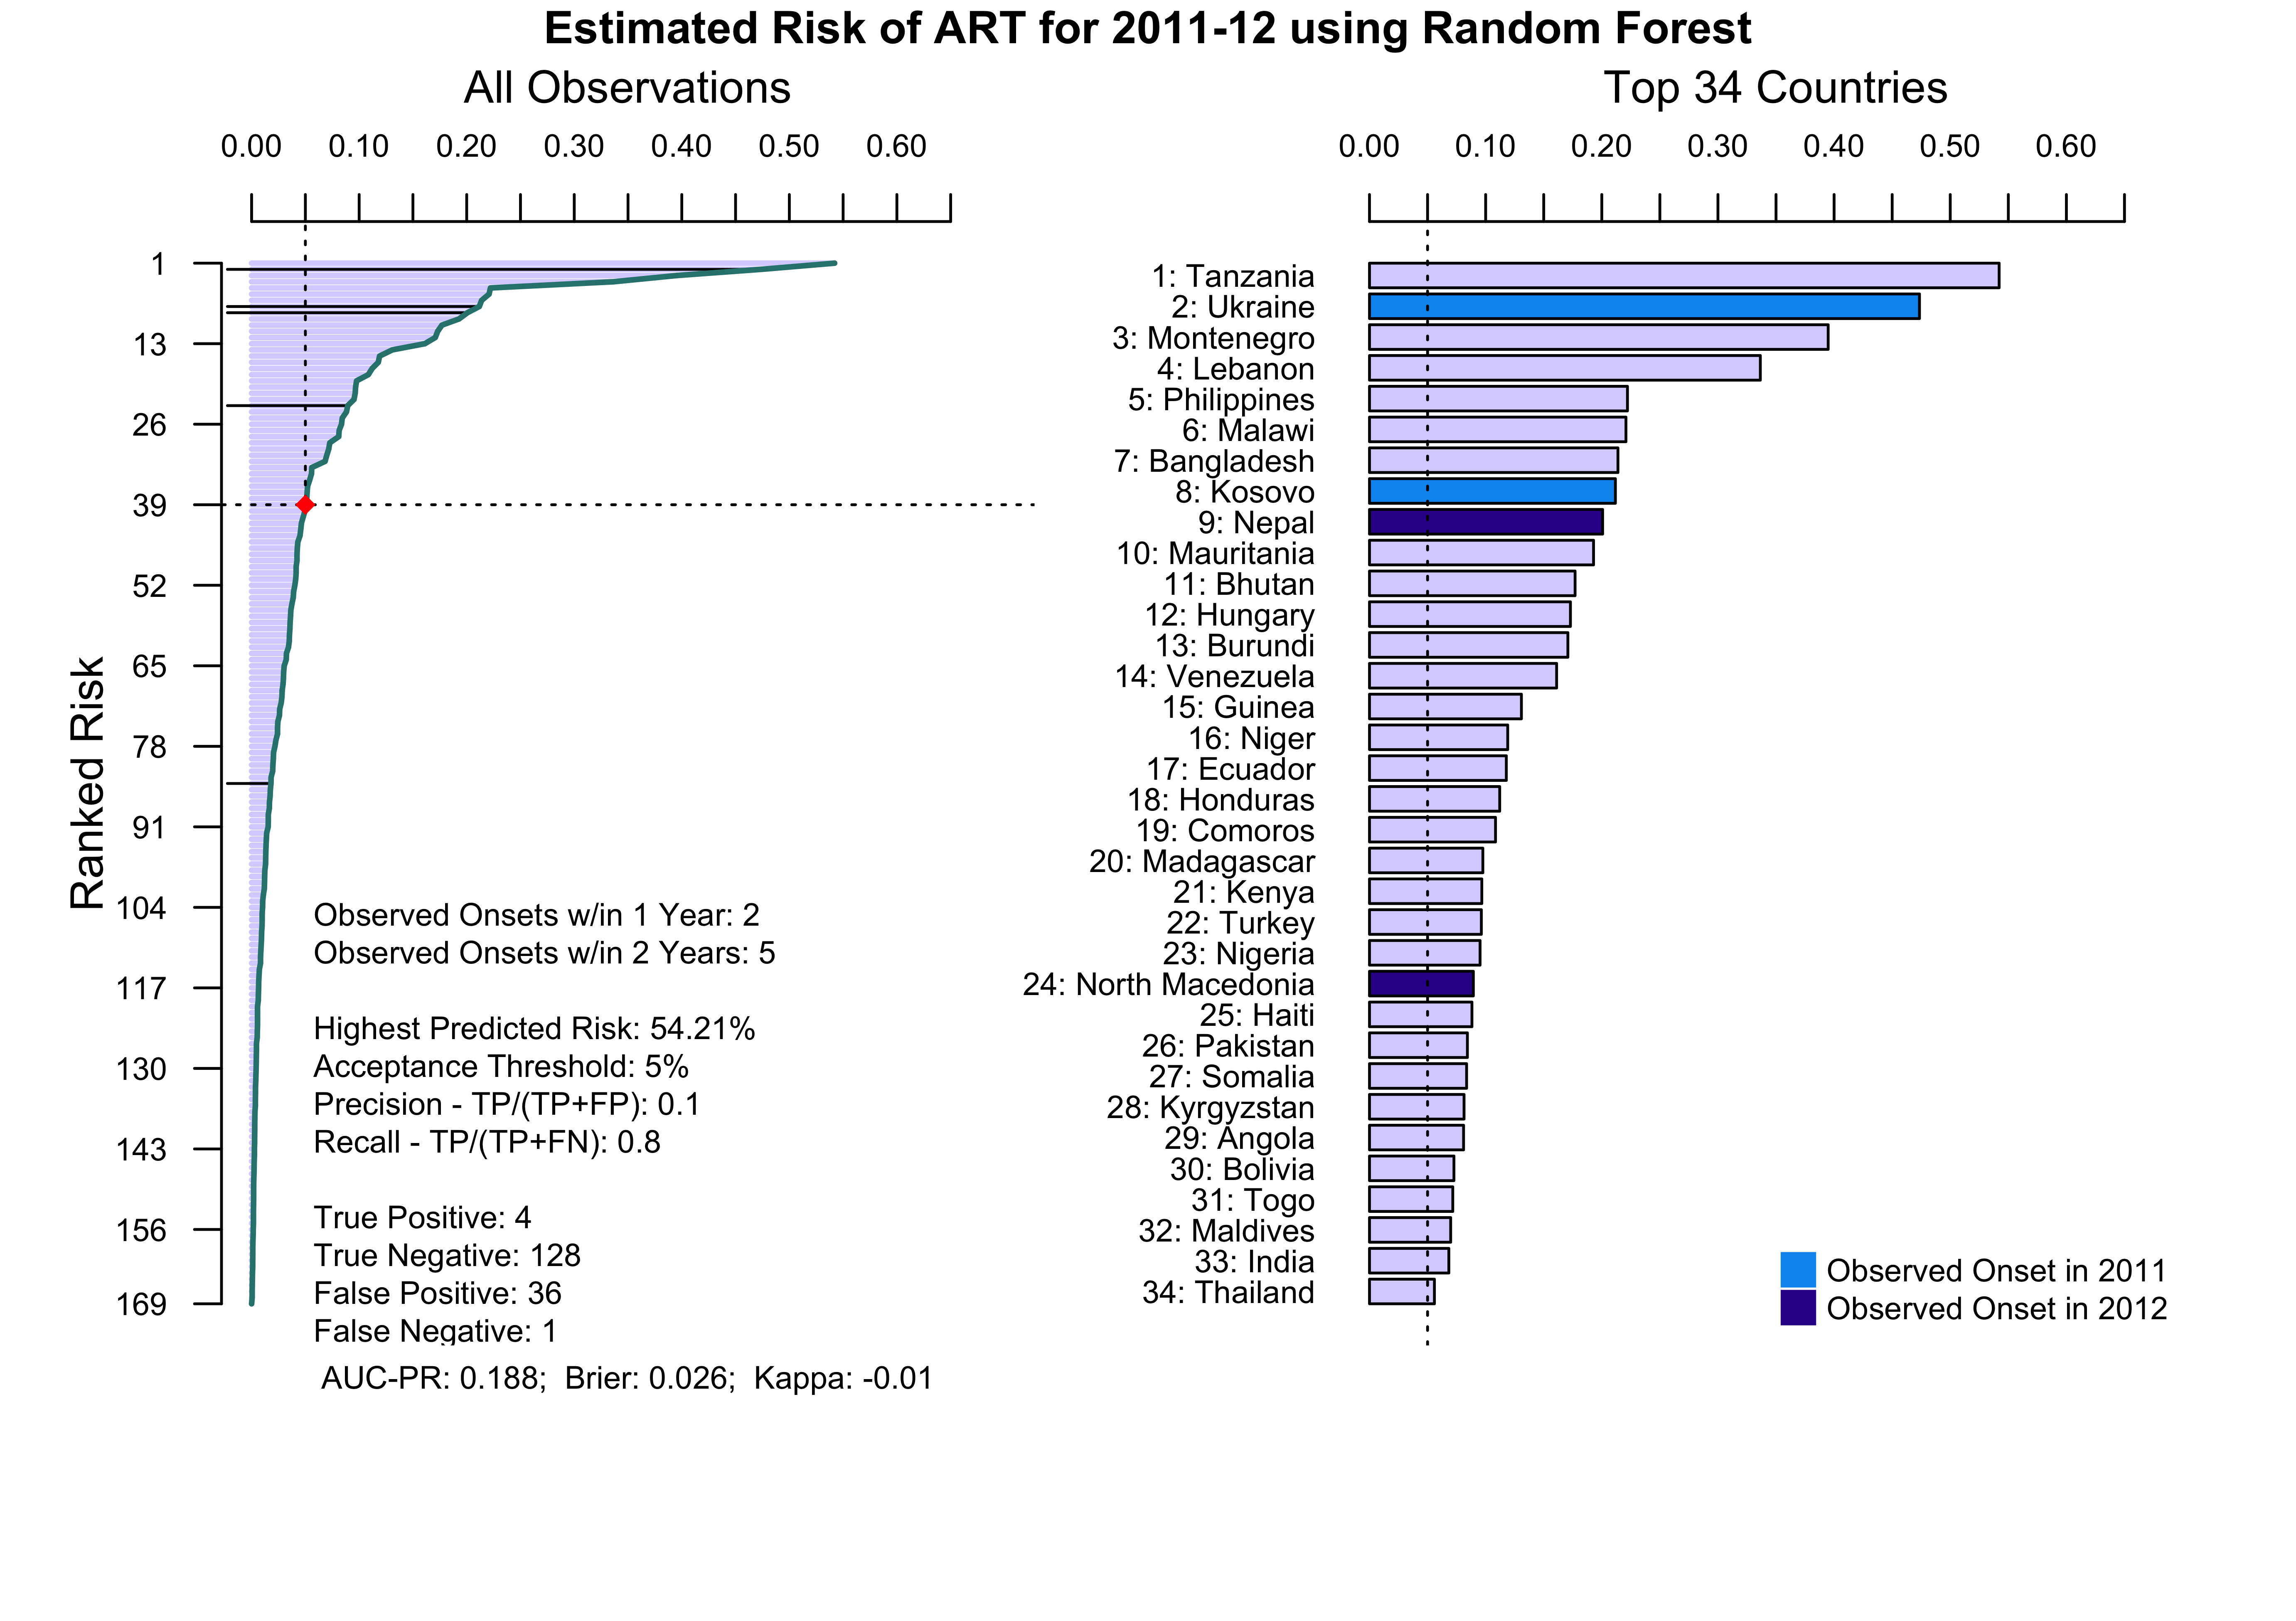 Estimated Risk of ART for 2011-12 using Random Forest
All Observations
0.00 0.10 0.20 0.30 0.40 0.50 0.60
Ranked Risk
1
13
26
39
52
65
78
91
104
117
130
143
156
169
Observed Onsets w/in 1 Year: 2
Observed Onsets w/in 2 Years: 5
Highest Predicted Risk: 54.21%
Acceptance Threshold: 5%
Precision - TP/(TP+FP): 0.1
Recall - TP/(TP+FN): 0.8
True Positive: 4
True Negative: 128
False Positive: 36
False Negative: 1
AUC-PR: 0.188; Brier: 0.026; Kappa: -0.01
Top 34 Countries
0.00 0.10 0.20 0.30 0.40 0.50 0.60
1: Tanzania
2: Ukraine
3: Montenegro
4: Lebanon
5: Philippines
6: Malawi
7: Bangladesh
8: Kosovo
9: Nepal
10: Mauritania
11: Bhutan
12: Hungary
13: Burundi
14: Venezuela
15: Guinea
16: Niger
17: Ecuador
18: Honduras
19: Comoros
20: Madagascar
21: Kenya
22: Turkey
23: Nigeria
24: North Macedonia
25: Haiti
26: Pakistan
27: Somalia
28: Kyrgyzstan
29: Angola
30: Bolivia
31: Togo
32: Maldives
33: India
34: Thailand
Observed Onset in 2011
Observed Onset in 2012